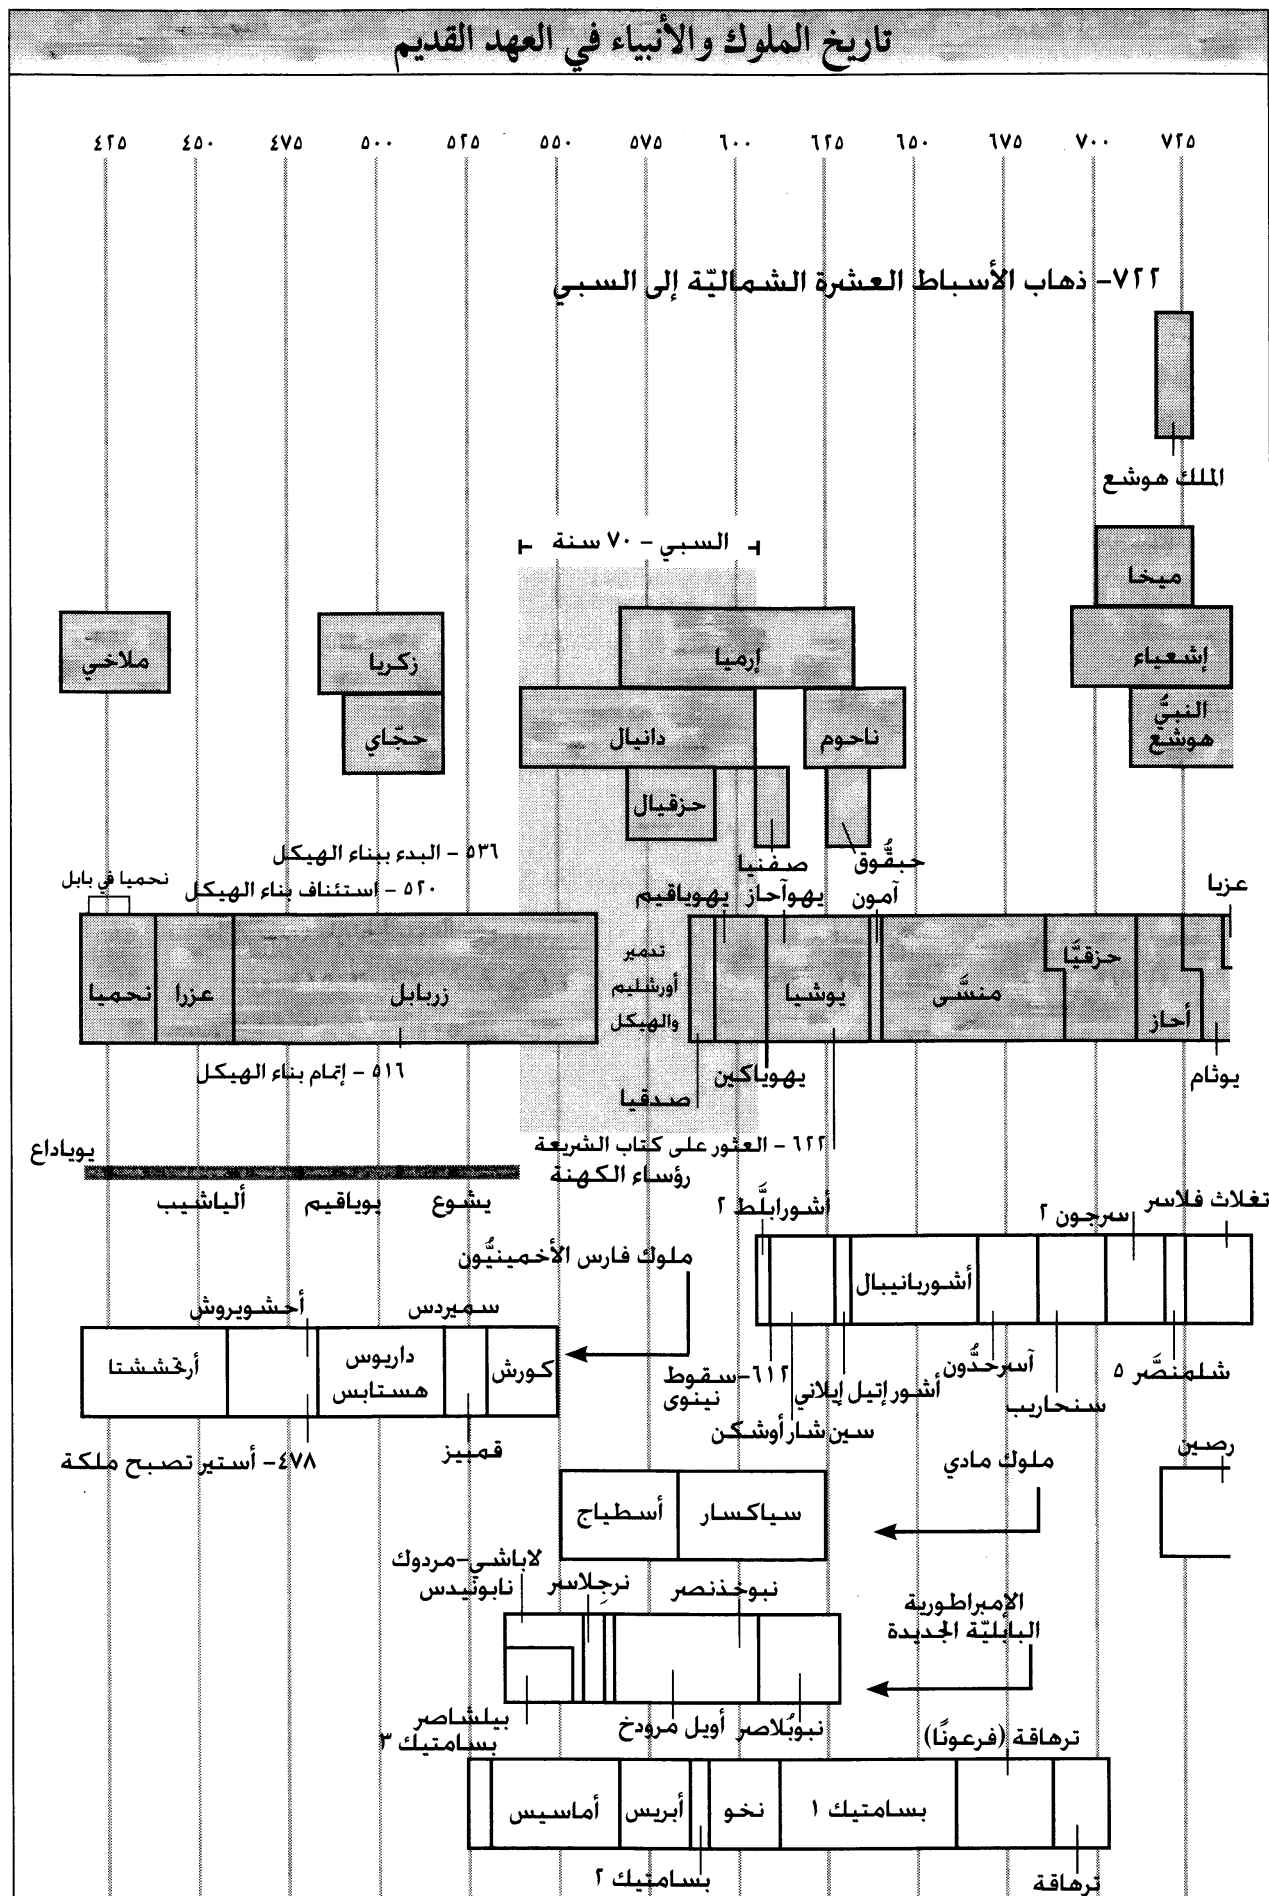 تاريخ الملوك والأنبياء في العهد القديم
٧٢٥ ٧٠٠ ٦٧٥ ٦٥٠ ٦٢٥ ٦٠٠ ٥٧٥ ٥٥٠ ٥٢٥ ٥٠٠ ٤٧٥ ٤٥٠ ٤٢٥
٧٢٢- ذهاب الأسباط العشرة الشماليّة إلى السبي
الملك هوشع
السبي - ٧٠ سنة
ميخا
إشعياء
إرميا
زكريا
ملاخي
النبيُّ
هوشع
ناحوم
دانيال
حجّاي
حزقيال
حبقُّوق
صفنيا
٥٣٦ - البدء ببناء الهيكل
٥٢٠ - استئناف بناء الهيكل
نحميا في بابل
عزيا
آمون
يهوآحاز
يهوياقيم
حزقيَّا
أحاز
منسَّى
يوشيا
تدمير
أورشليم
والهيكل
زربابل
عزرا
نحميا
يوثام
يهوياكين
صدقيا
٥١٦ - إتمام بناء الهيكل
٦٢٢ - العثور على كتاب الشريعة
رؤساء الكهنة
يوياداع
يشوع
يوياقيم
ألياشيب
تغلاث فلاسر
سرجون ٢
أشورابلَّط ٢
أشوربانيبال
شلمنصَّر ٥
سنحاريب
آسرحدُّون
أشور إتيل إيلاني
سين شار أوشكن
٦١٢-سقوط
نينوى
ملوك فارس الأخمينيُّون
سميردس
أحشويروش
كورش
داريوس
هستابس
أرتحششتا
قمبيز
٤٧٨- أستير تصبح ملكة
رصين
ملوك مادي
سياكسار
أسطياج
الإمبراطورية
البابليّة الجديدة
نبوخذنصر
نرجلاسر
لاباشي-مردوك
نابونيدس
نبوبُلاصر
أويل مرودخ
بيلشاصر
بسامتيك ٣
ترهاقة (فرعونًا)
بسامتيك ١
نخو
أبريس
أماسيس
ترهاقة
بسامتيك ٢